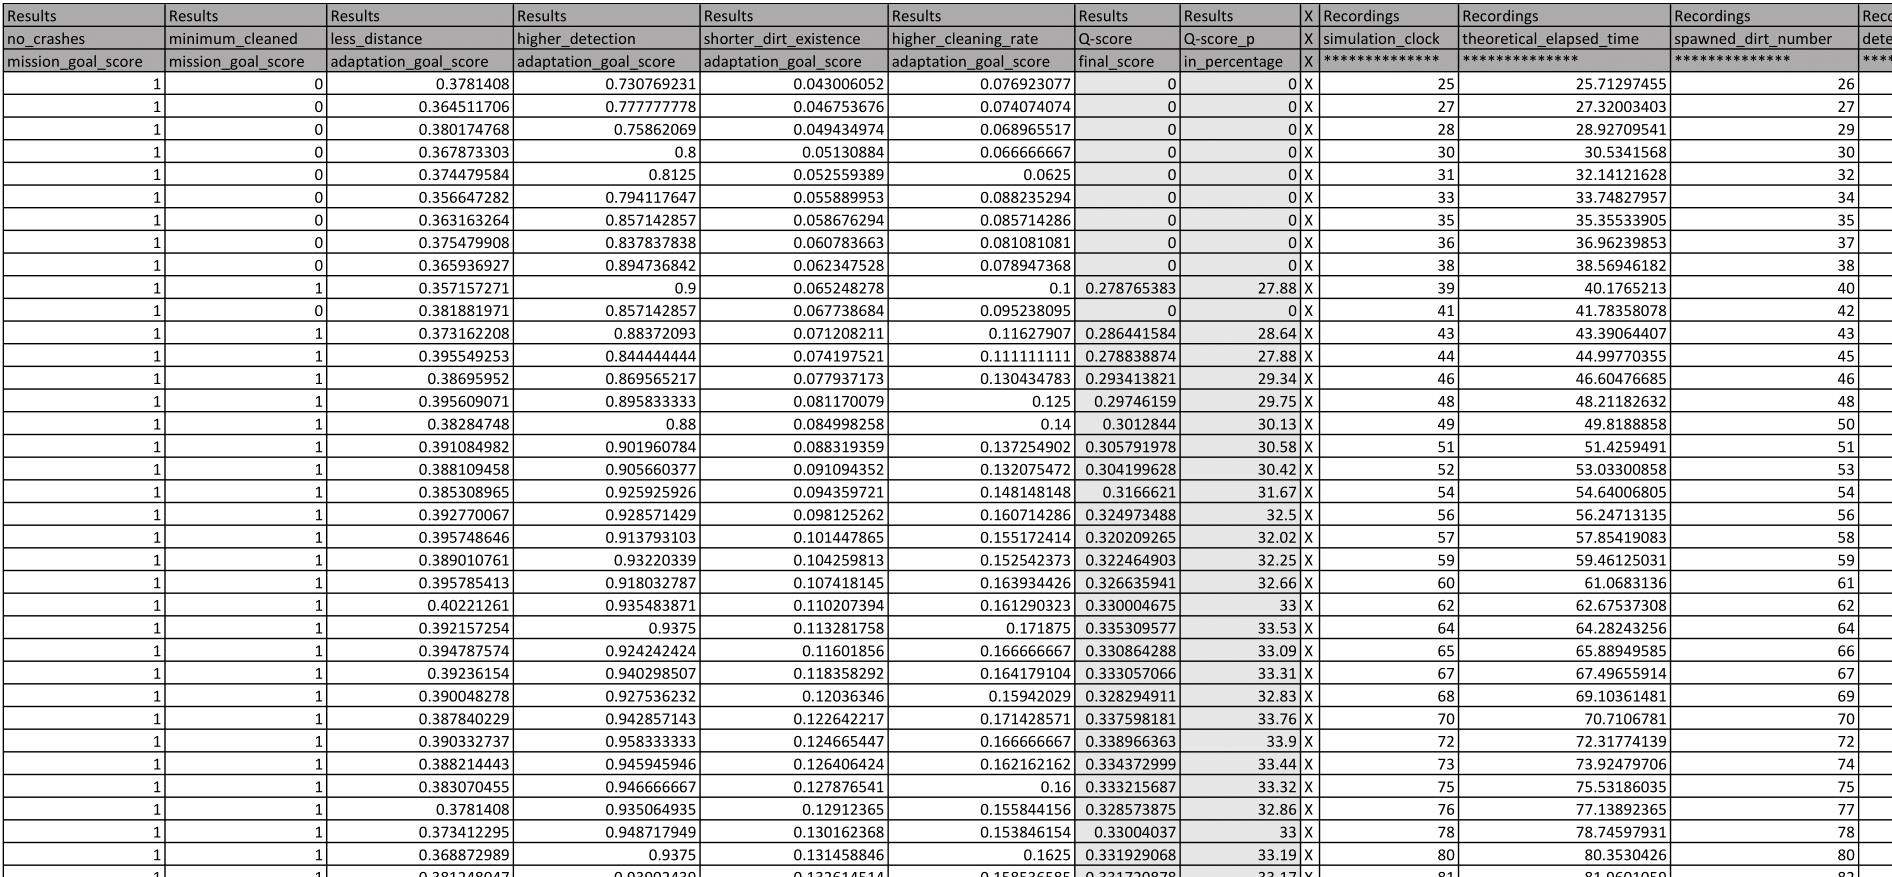 Results Results Results Results Results Results Results Results X Recordings Recordings Recordings
no_crashes minimum_cleaned less_distance higher_detection shorter_dirt_existence higher_cleaning_rate Q-score Q-score_p X simulation_clock theoretical_elapsed_time spawned_dirt_number
mission_goal_score mission_goal_score adaptation_goal_score adaptation_goal_score adaptation_goal_score adaptation_goal_score final_score in_percentage X ************** ************** **************
1 0 0.3781408 0.730769231 0.043006052 0.076923077 0 0 X 25 25.71297455 26
1 0 0.364511706 0.777777778 0.046753676 0.074074074 0 0 X 27 27.32003403 27
1 0 0.380174768 0.75862069 0.049434974 0.068965517 0 0 X 28 28.92709541 29
1 0 0.367873303 0.8 0.05130884 0.066666667 0 0 X 30 30.5341568 30
1 0 0.374479584 0.8125 0.052559389 0.0625 0 0 X 31 32.14121628 32
1 0 0.356647282 0.794117647 0.055889953 0.088235294 0 0 X 33 33.74827957 34
1 0 0.363163264 0.857142857 0.058676294 0.085714286 0 0 X 35 35.35533905 35
1 0 0.375479908 0.837837838 0.060783663 0.081081081 0 0 X 36 36.96239853 37
1 0 0.365936927 0.894736842 0.062347528 0.078947368 0 0 X 38 38.56946182 38
1 1 0.357157271 0.9 0.065248278 0.1 0.278765383 27.88 X 39 40.1765213 40
1 0 0.381881971 0.857142857 0.067738684 0.095238095 0 0 X 41 41.78358078 42
1 1 0.373162208 0.88372093 0.071208211 0.11627907 0.286441584 28.64 X 43 43.39064407 43
1 1 0.395549253 0.844444444 0.074197521 0.111111111 0.278838874 27.88 X 44 44.99770355 45
1 1 0.38695952 0.869565217 0.077937173 0.130434783 0.293413821 29.34 X 46 46.60476685 46
1 1 0.395609071 0.895833333 0.081170079 0.125 0.29746159 29.75 X 48 48.21182632 48
1 1 0.38284748 0.88 0.084998258 0.14 0.3012844 30.13 X 49 49.8188858 50
1 1 0.391084982 0.901960784 0.088319359 0.137254902 0.305791978 30.58 X 51 51.4259491 51
1 1 0.388109458 0.905660377 0.091094352 0.132075472 0.304199628 30.42 X 52 53.03300858 53
1 1 0.385308965 0.925925926 0.094359721 0.148148148 0.3166621 31.67 X 54 54.64006805 54
1 1 0.392770067 0.928571429 0.098125262 0.160714286 0.324973488 32.5 X 56 56.24713135 56
1 1 0.395748646 0.913793103 0.101447865 0.155172414 0.320209265 32.02 X 57 57.85419083 58
1 1 0.389010761 0.93220339 0.104259813 0.152542373 0.322464903 32.25 X 59 59.46125031 59
1 1 0.395785413 0.918032787 0.107418145 0.163934426 0.326635941 32.66 X 60 61.0683136 61
1 1 0.40221261 0.935483871 0.110207394 0.161290323 0.330004675 33 X 62 62.67537308 62
1 1 0.392157254 0.9375 0.113281758 0.171875 0.335309577 33.53 X 64 64.28243256 64
1 1 0.394787574 0.924242424 0.11601856 0.166666667 0.330864288 33.09 X 65 65.88949585 66
1 1 0.39236154 0.940298507 0.118358292 0.164179104 0.333057066 33.31 X 67 67.49655914 67
1 1 0.390048278 0.927536232 0.12036346 0.15942029 0.328294911 32.83 X 68 69.10361481 69
1 1 0.387840229 0.942857143 0.122642217 0.171428571 0.337598181 33.76 X 70 70.7106781 70
1 1 0.390332737 0.958333333 0.124665447 0.166666667 0.338966363 33.9 X 72 72.31774139 72
1 1 0.388214443 0.945945946 0.126406424 0.162162162 0.334372999 33.44 X 73 73.92479706 74
1 1 0.383070455 0.946666667 0.127876541 0.16 0.333215687 33.32 X 75 75.53186035 75
1 1 0.3781408 0.935064935 0.12912365 0.155844156 0.328573875 32.86 X 76 77.13892365 77
1 1 0.373412295 0.948717949 0.130162368 0.153846154 0.33004037 33 X 78 78.74597931 78
1 1 0.368872989 0.9375 0.131458846 0.1625 0.331929068 33.19 X 80 80.3530426 80